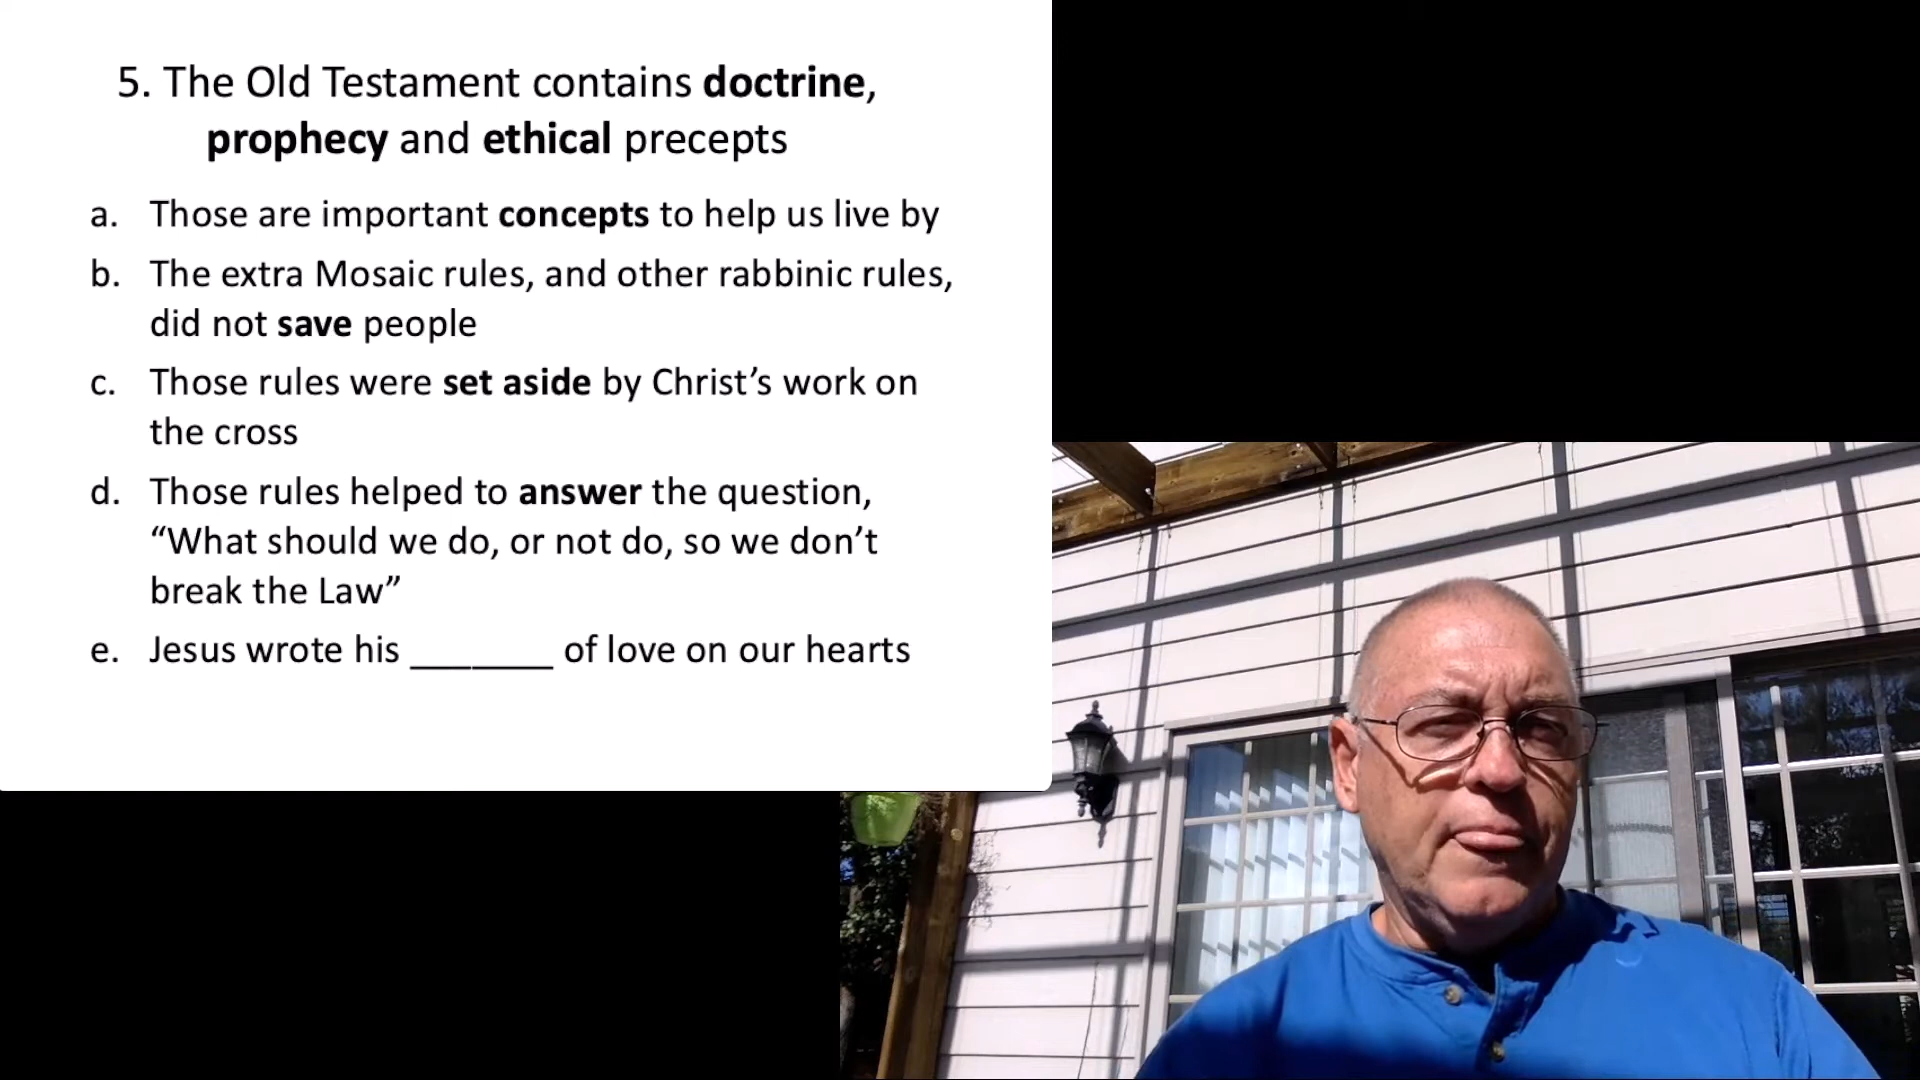 5. The Old Testament contains doctrine,
prophecy and ethical precepts
a. Those are important concepts to help us live by
b. The extra Mosaic rules, and other rabbinic rules,
did not save people
c. Those rules were set aside by Christ’s work on
the cross
d. Those rules helped to answer the question,
“What should we do, or not do, so we don’t
break the Law”
e. Jesus wrote his _______ of love on our hearts